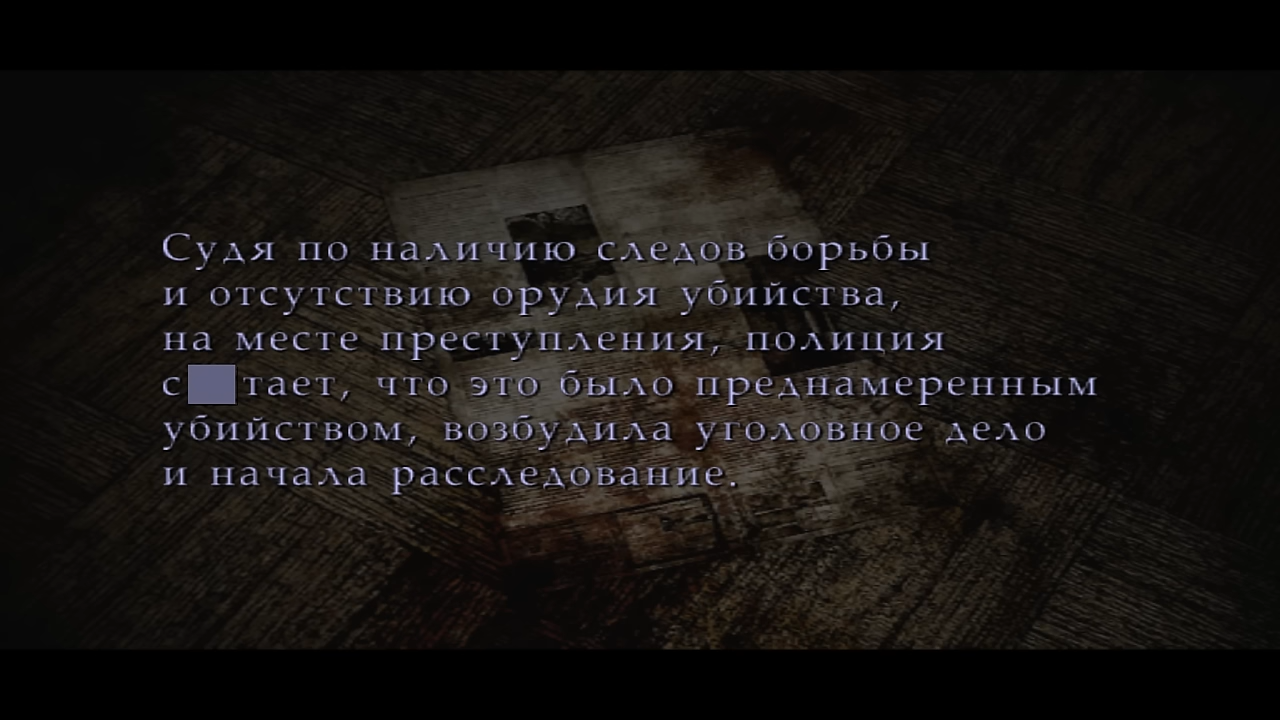 Судя по наличию следов борьбы
и отсутствию орудия убийства,
на месте преступления, полиция
что это было преднамеренным
убийством, возбудила уголовное дело
и начала расследование.